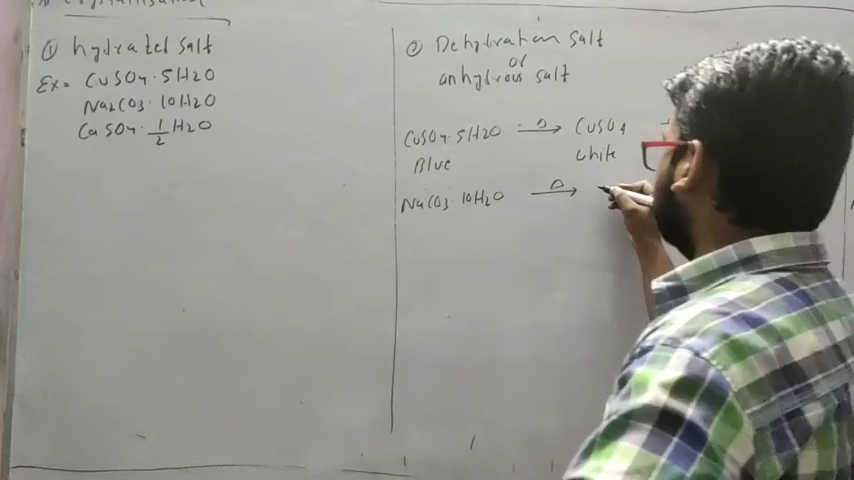 ① hydrated salt
Ex= CuSO4·5H2O
Na2CO3·10H2O
CaSO4·1/2H2O
② Dehydration salt
or
anhydrous salt
CuSO4·5H2O —Δ→ CuSO4
Blue white
NaCO3·10H2O —Δ→